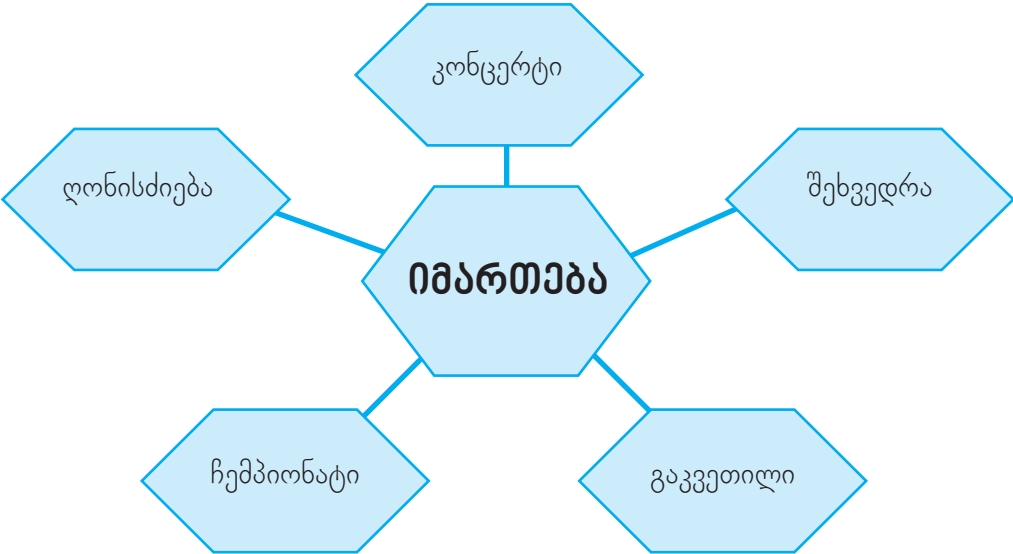 კონცერტი
ღონისძიება
შეხვედრა
იმართება
ჩემპიონატი
გაკვეთილი